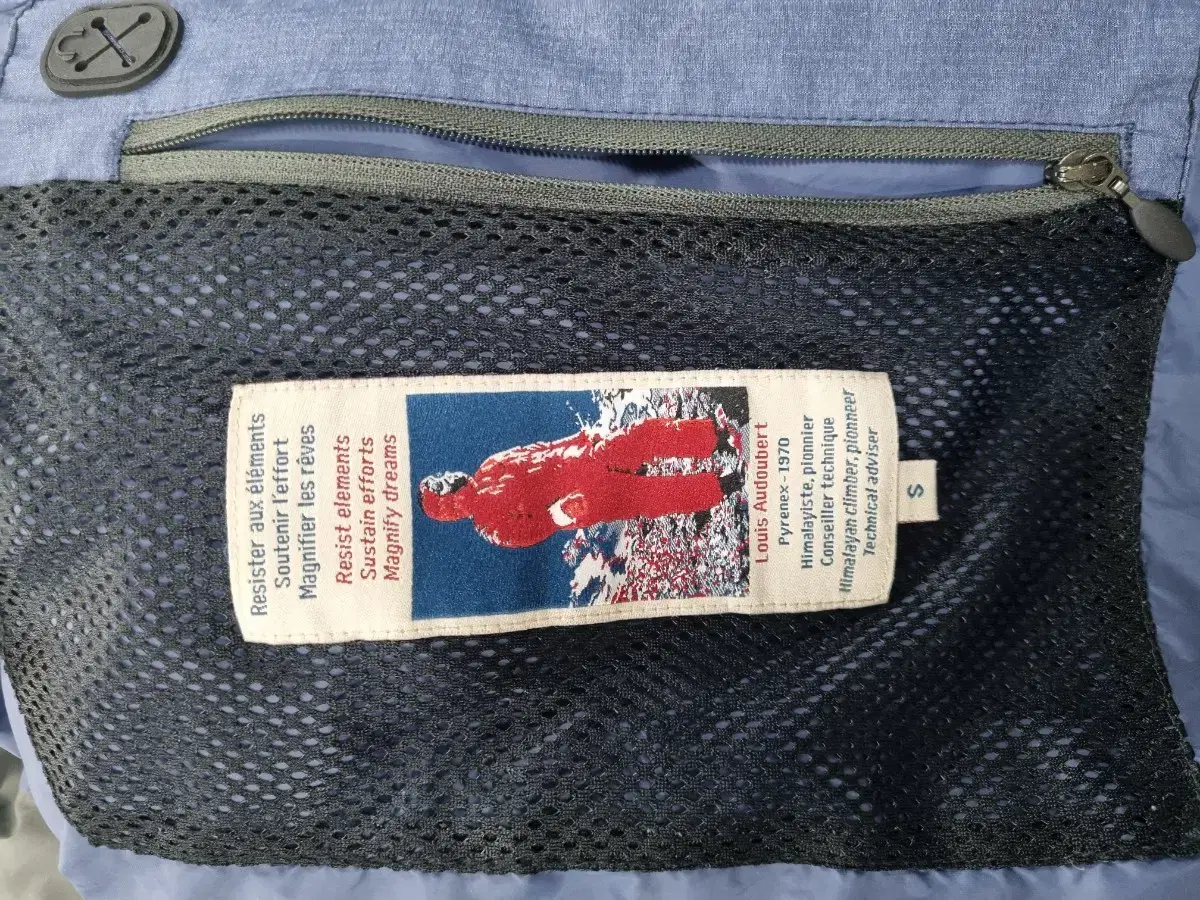 Resister aux éléments
Soutenir l'effort
Magnifier les rêves
Resist elements
Sustain efforts
Magnify dreams
Louis Audoubert
Pyrenex - 1970
Himalayiste, pionnier
Conseiller technique
Himalayan climber, pionneer
Technical adviser
S